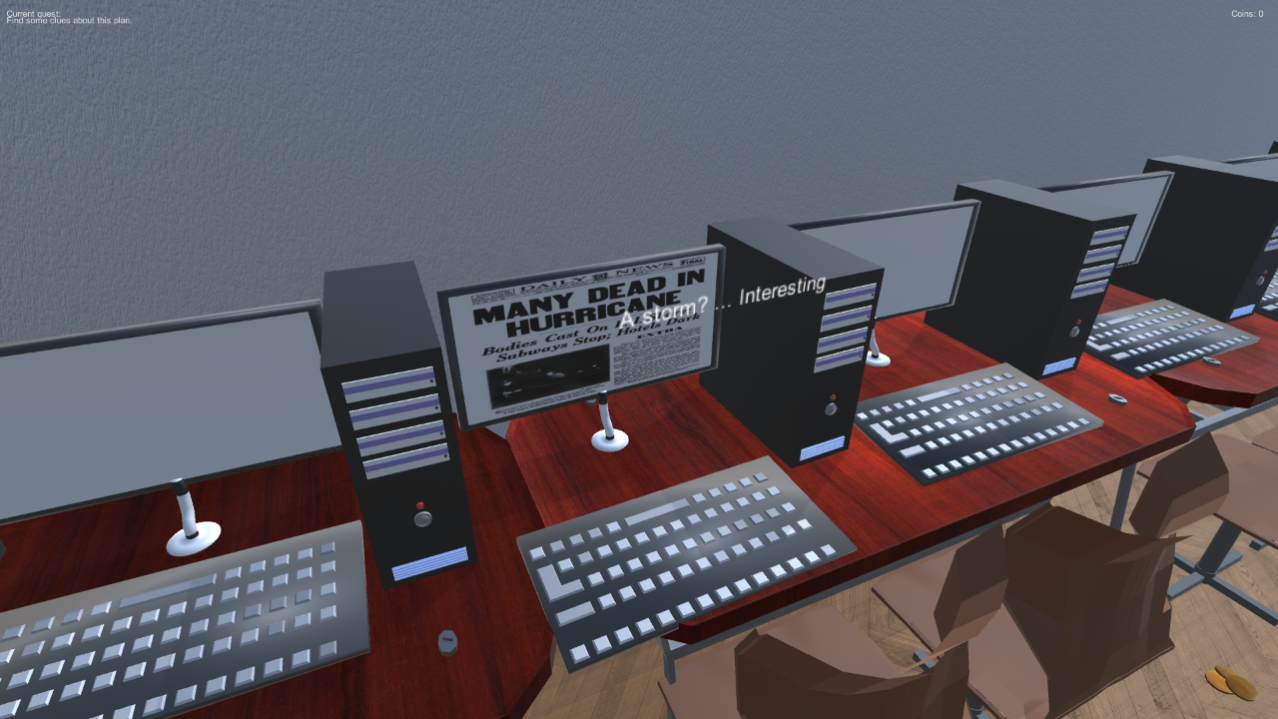 Current quest:
Find some clues about this plan.
Coins: 0
DAILY NEWS
MANY DEAD IN
HURRICANE
A storm? ... Interesting
Bodies Cast On
Subways Stop; Hotels Dark
EXTRA